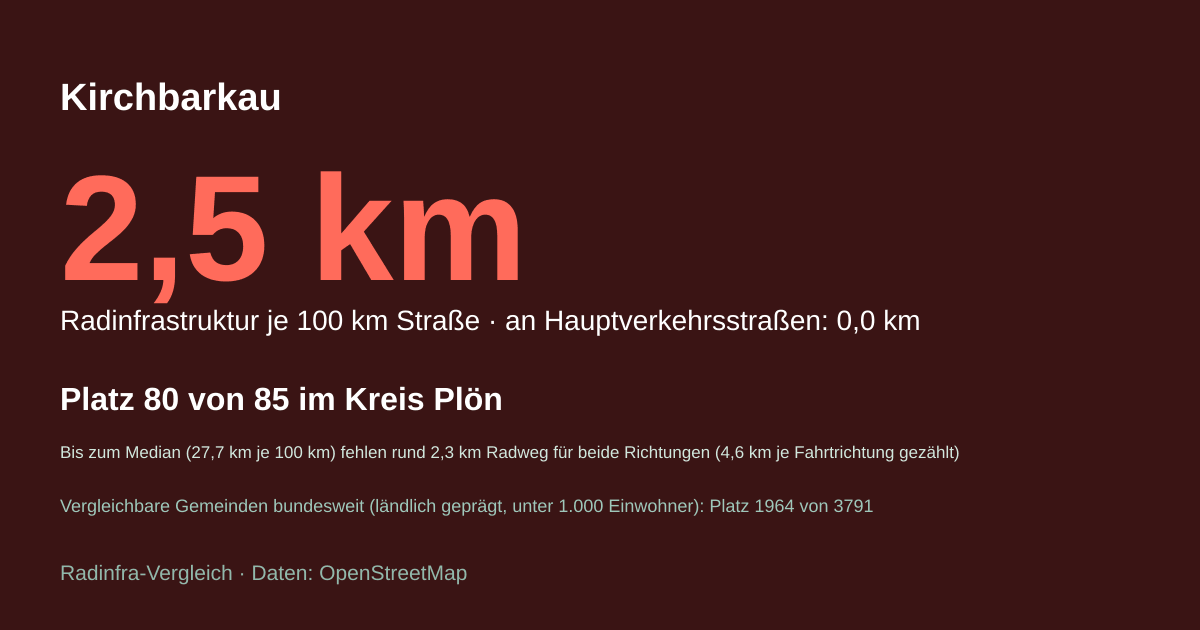 Kirchbarkau
2,5 km
Radinfrastruktur je 100 km Straße · an Hauptverkehrsstraßen: 0,0 km
Platz 80 von 85 im Kreis Plön
Bis zum Median (27,7 km je 100 km) fehlen rund 2,3 km Radweg für beide Richtungen (4,6 km je Fahrtrichtung gezählt)
Vergleichbare Gemeinden bundesweit (ländlich geprägt, unter 1.000 Einwohner): Platz 1964 von 3791
Radinfra-Vergleich · Daten: OpenStreetMap